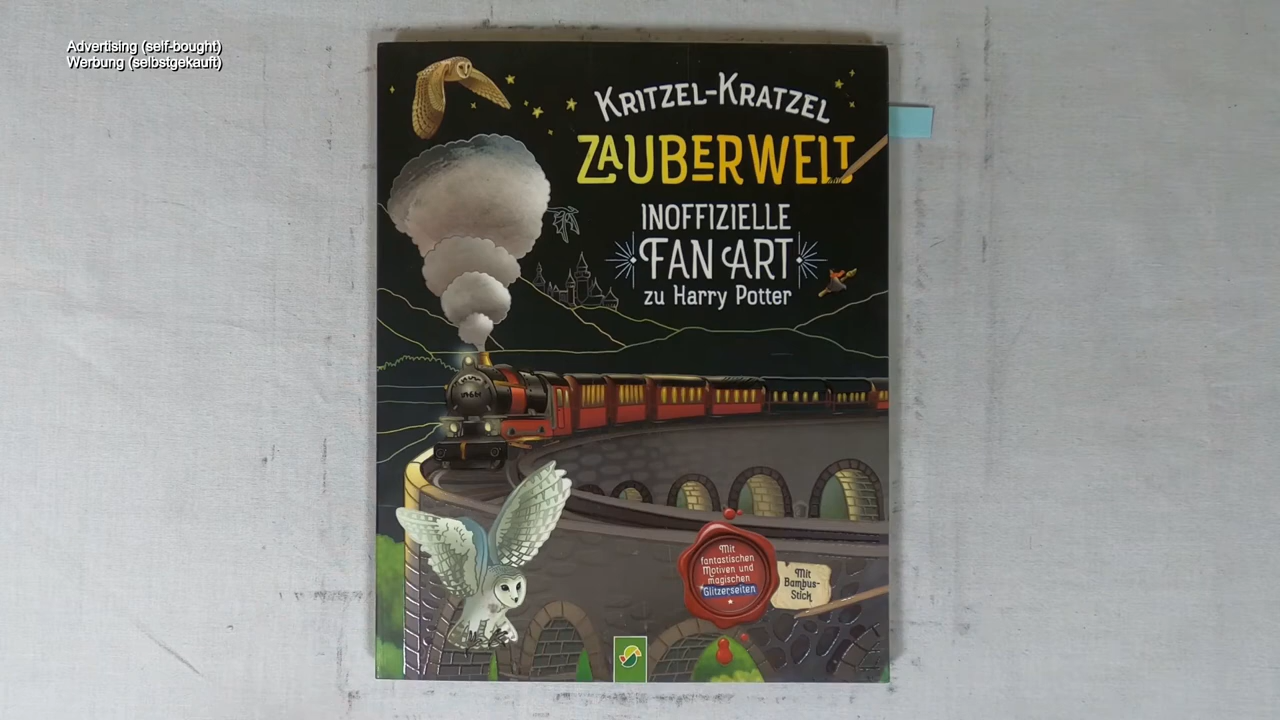 Advertising (self-bought)
Werbung (selbstgekauft)
KRITZEL-KRATZEL
ZAUBERWELT
INOFFIZIELLE
FAN ART
zu Harry Potter
Mit
fantastischen
Motiven und
magischen
Glitzerseiten
Mit
Bambus-
Stick